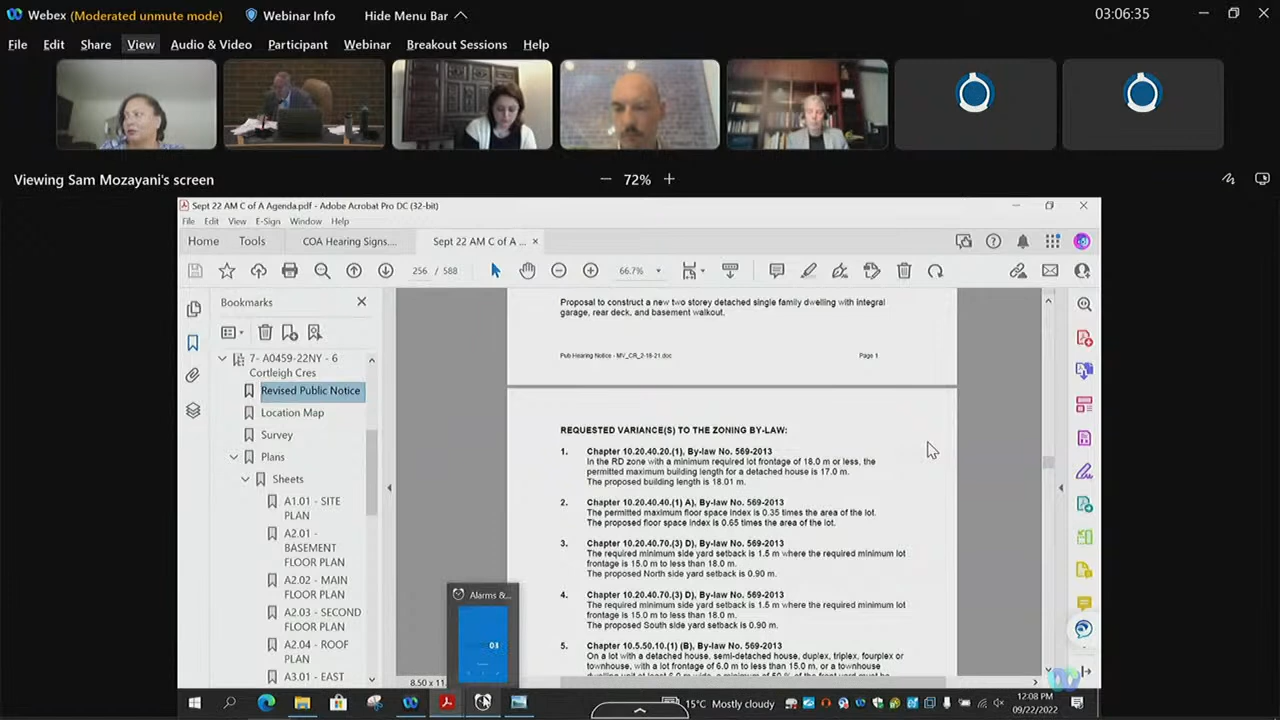 Webex (Moderated unmute mode) Webinar Info Hide Menu Bar 03:06:35
File Edit Share View Audio & Video Participant Webinar Breakout Sessions Help
Viewing Sam Mozayani's screen 72%
Sept 22 AM C of A Agenda.pdf - Adobe Acrobat Pro DC (32-bit)
File Edit View E-Sign Window Help
Home Tools COA Hearing Signs.... Sept 22 AM C of A ...
256 / 588 66.7%
Bookmarks
7- A0459-22NY - 6
Cortleigh Cres
Revised Public Notice
Location Map
Survey
Plans
Sheets
A1.01 - SITE
PLAN
A2.01 -
BASEMENT
FLOOR PLAN
A2.02 - MAIN
FLOOR PLAN
A2.03 - SECOND
FLOOR PLAN
A2.04 - ROOF
PLAN
A3.01 - EAST
Proposal to construct a new two storey detached single family dwelling with integral
garage, rear deck, and basement walkout.
Pub Hearing Notice - MV_CR_2-18-21.doc Page 1
REQUESTED VARIANCE(S) TO THE ZONING BY-LAW:
1. Chapter 10.20.40.20.(1), By-law No. 569-2013
In the RD zone with a minimum required lot frontage of 18.0 m or less, the
permitted maximum building length for a detached house is 17.0 m.
The proposed building length is 18.01 m.
2. Chapter 10.20.40.40.(1) A), By-law No. 569-2013
The permitted maximum floor space index is 0.35 times the area of the lot.
The proposed floor space index is 0.65 times the area of the lot.
3. Chapter 10.20.40.70.(3) D), By-law No. 569-2013
The required minimum side yard setback is 1.5 m where the required minimum lot
frontage is 15.0 m to less than 18.0 m.
The proposed North side yard setback is 0.90 m.
4. Chapter 10.20.40.70.(3) D), By-law No. 569-2013
The required minimum side yard setback is 1.5 m where the required minimum lot
frontage is 15.0 m to less than 18.0 m.
The proposed South side yard setback is 0.90 m.
5. Chapter 10.5.50.10.(1) (B), By-law No. 569-2013
On a lot with a detached house, semi-detached house, duplex, triplex, fourplex or
townhouse, with a lot frontage of 6.0 m to less than 15.0 m, or a townhouse
Alarms &...
8.50 x 11
15°C Mostly cloudy 12:08 PM
09/22/2022